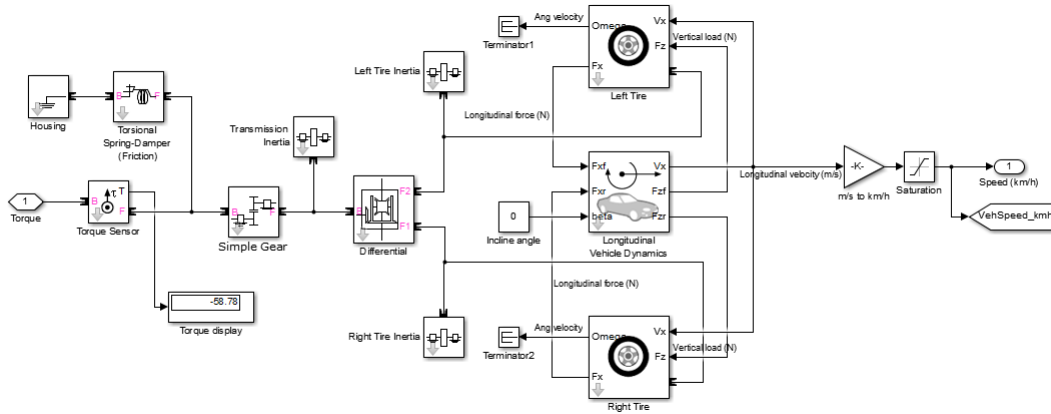 Ang velocity
Omega
Vx
Terminator1
Vertical load (N)
Fz
Fx
Left Tire
Left Tire Inertia
Longitudinal force (N)
B
F
Housing
Torsional
Spring-Damper
(Friction)
Transmission
Inertia
1
Torque
B
T
F
Torque Sensor
B
F
Simple Gear
B
F2
F1
Differential
Fxf
Fxr
beta
Vx
Fzf
Fzr
Longitudinal
Vehicle Dynamics
0
Incline angle
Longitudinal velocity (m/s)
-K-
m/s to km/h
Saturation
1
Speed (km/h)
VehSpeed_kmh
-58.78
Torque display
Longitudinal force (N)
Right Tire Inertia
Ang velocity
Omega
Vx
Terminator2
Vertical load (N)
Fz
Fx
Right Tire